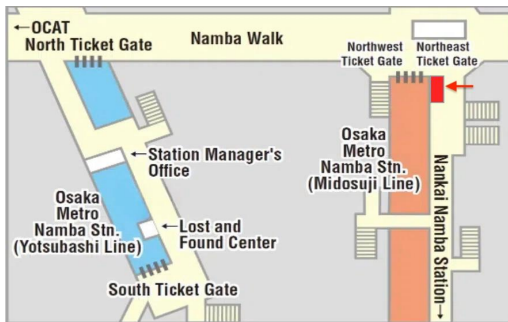 ←OCAT
North Ticket Gate
Namba Walk
Northwest
Ticket Gate
Northeast
Ticket Gate
←Station Manager's
Office
Osaka
Metro
Namba Stn.
(Yotsubashi Line)
←Lost and
Found Center
South Ticket Gate
Osaka
Metro
Namba Stn.
(Midosuji Line)
Nankai Namba Station→